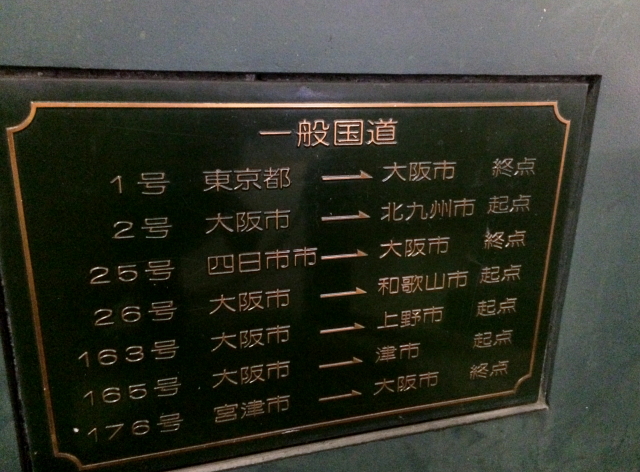 一般国道
1号 東京都 → 大阪市 終点
2号 大阪市 → 北九州市 起点
25号 四日市市 → 大阪市 終点
26号 大阪市 → 和歌山市 起点
163号 大阪市 → 上野市 起点
165号 大阪市 → 津市 起点
176号 宮津市 → 大阪市 終点